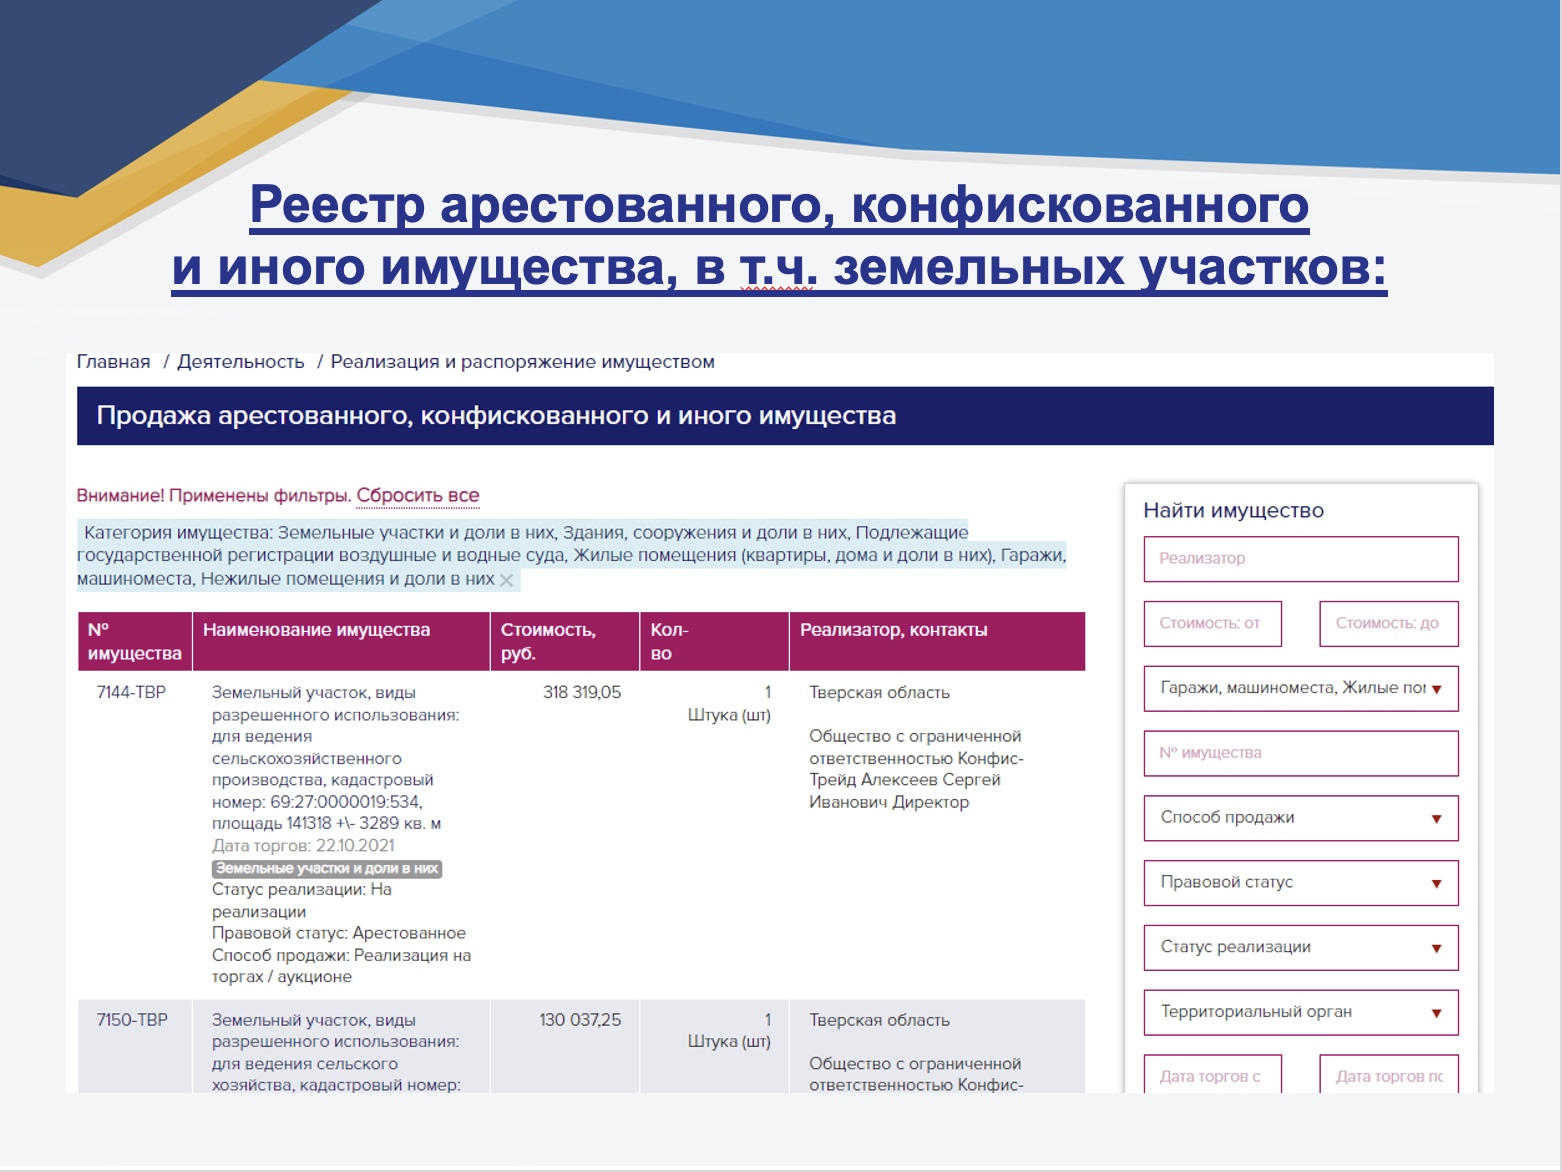 Реестр арестованного, конфискованного
и иного имущества, в т.ч. земельных участков:
Главная / Деятельность / Реализация и распоряжение имуществом
Продажа арестованного, конфискованного и иного имущества
Внимание! Применены фильтры. Сбросить все
Категория имущества: Земельные участки и доли в них, Здания, сооружения и доли в них, Подлежащие
государственной регистрации воздушные и водные суда, Жилые помещения (квартиры, дома и доли в них), Гаражи,
машиноместа, Нежилые помещения и доли в них ×
№
имущества
Наименование имущества
Стоимость,
руб.
Кол-
во
Реализатор, контакты
7144-ТВР
Земельный участок, виды
разрешенного использования:
для ведения
сельскохозяйственного
производства, кадастровый
номер: 69:27:0000019:534,
площадь 141318 +\- 3289 кв. м
Дата торгов: 22.10.2021
Земельные участки и доли в них
Статус реализации: На
реализации
Правовой статус: Арестованное
Способ продажи: Реализация на
торгах / аукционе
318 319,05
1
Штука (шт)
Тверская область
Общество с ограниченной
ответственностью Конфис-
Трейд Алексеев Сергей
Иванович Директор
7150-ТВР
Земельный участок, виды
разрешенного использования:
для ведения сельского
хозяйства, кадастровый номер:
130 037,25
1
Штука (шт)
Тверская область
Общество с ограниченной
ответственностью Конфис-
Найти имущество
Реализатор
Стоимость: от
Стоимость: до
Гаражи, машиноместа, Жилые пог
№ имущества
Способ продажи
Правовой статус
Статус реализации
Территориальный орган
Дата торгов с
Дата торгов пс